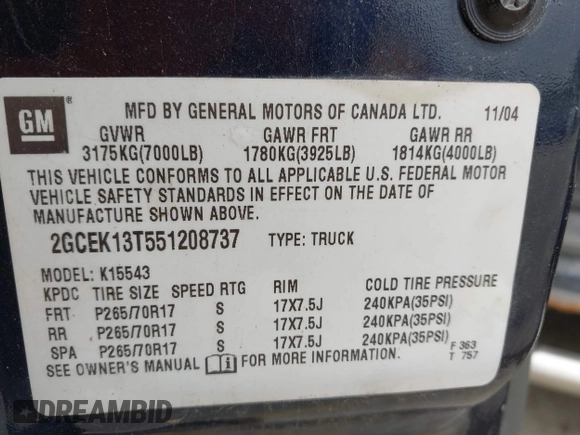 GM ®
MFD BY GENERAL MOTORS OF CANADA LTD. 11/04
GVWR GAWR FRT GAWR RR
3175KG(7000LB) 1780KG(3925LB) 1814KG(4000LB)
THIS VEHICLE CONFORMS TO ALL APPLICABLE U.S. FEDERAL MOTOR
VEHICLE SAFETY STANDARDS IN EFFECT ON THE DATE OF
MANUFACTURE SHOWN ABOVE.
2GCEK13T551208737 TYPE: TRUCK
MODEL: K15543
KPDC TIRE SIZE SPEED RTG RIM COLD TIRE PRESSURE
FRT P265/70R17 S 17X7.5J 240KPA(35PSI)
RR P265/70R17 S 17X7.5J 240KPA(35PSI)
SPA P265/70R17 S 17X7.5J 240KPA(35PSI)
SEE OWNER'S MANUAL i FOR MORE INFORMATION.
F 363
T 757
DREAMBID